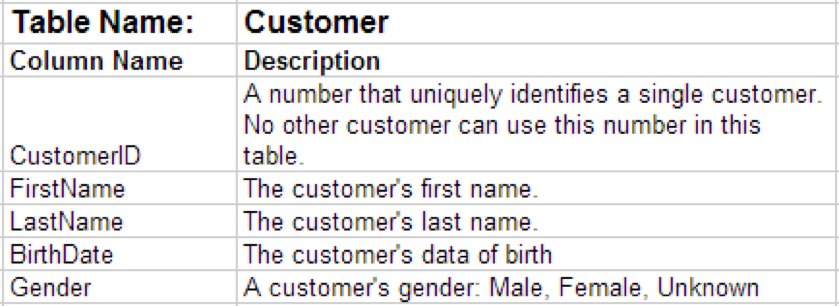 Table Name: Customer
Column Name Description
A number that uniquely identifies a single customer.
No other customer can use this number in this
CustomerID table.
FirstName The customer's first name.
LastName The customer's last name.
BirthDate The customer's data of birth
Gender A customer's gender: Male, Female, Unknown